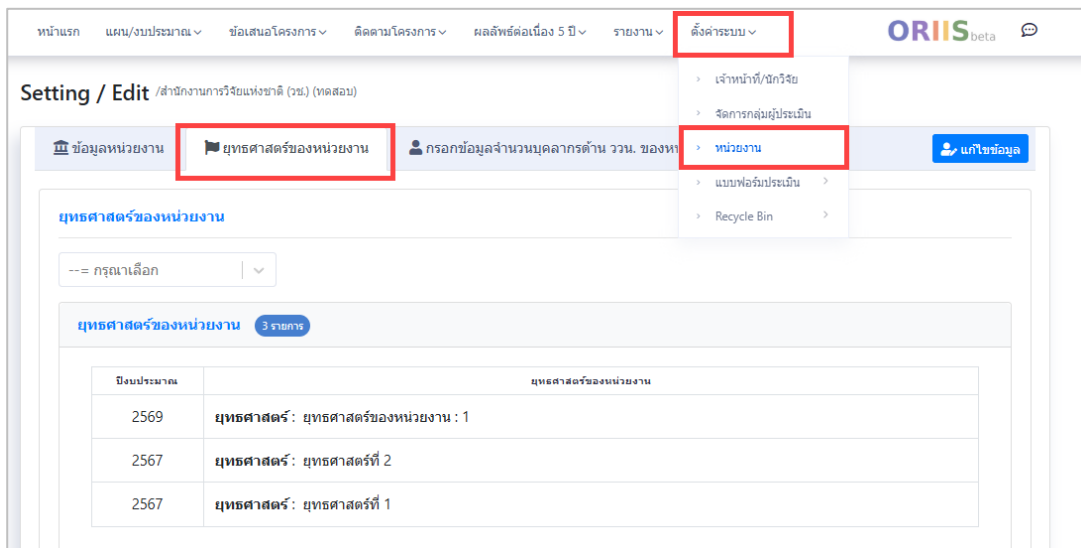 หน้าแรก แผน/งบประมาณ ข้อเสนอโครงการ ติดตามโครงการ ผลลัพธ์ต่อเนื่อง 5 ปี รายงาน ตั้งค่าระบบ ORIIS beta
เจ้าหน้าที่/นักวิจัย
Setting / Edit /สำนักงานการวิจัยแห่งชาติ (วช.) (ทดสอบ)
จัดการกลุ่มผู้ประเมิน
ข้อมูลหน่วยงาน ยุทธศาสตร์ของหน่วยงาน กรอกข้อมูลจำนวนบุคลากรด้าน ววน. ของหน หน่วยงาน แก้ไขข้อมูล
แบบฟอร์มประเมิน
Recycle Bin
ยุทธศาสตร์ของหน่วยงาน
--= กรุณาเลือก
ยุทธศาสตร์ของหน่วยงาน 3 รายการ
ปีงบประมาณ ยุทธศาสตร์ของหน่วยงาน
2569 ยุทธศาสตร์ : ยุทธศาสตร์ของหน่วยงาน : 1
2567 ยุทธศาสตร์ : ยุทธศาสตร์ที่ 2
2567 ยุทธศาสตร์ : ยุทธศาสตร์ที่ 1